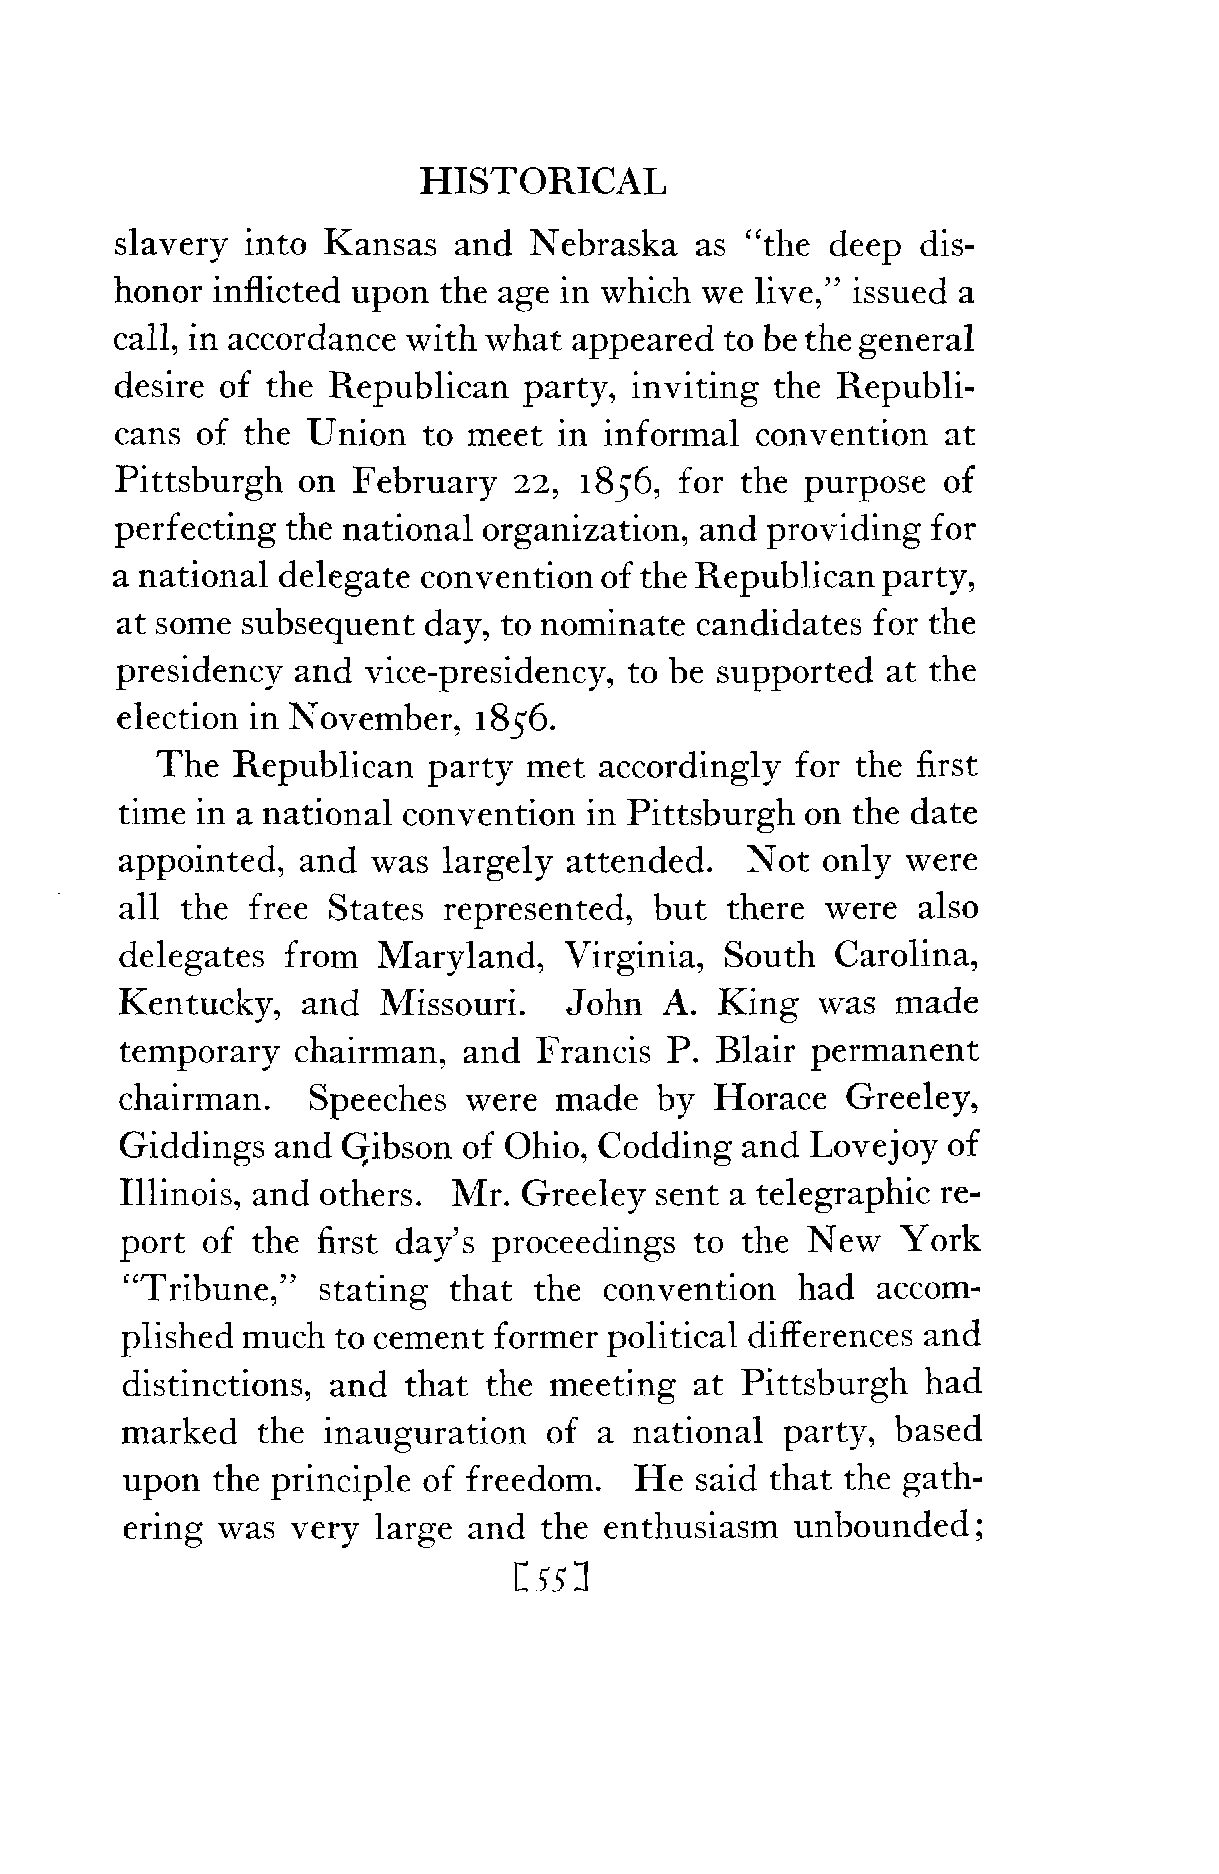 HISTORICAL
slavery into Kansas and Nebraska as "the deep dis-
honor inflicted upon the age in which we live," issued a
call, in accordance with what appeared to be the general
desire of the Republican party, inviting the Republi-
cans of the Union to meet in informal convention at
Pittsburgh on February 22, 1856, for the purpose of
perfecting the national organization, and providing for
a national delegate convention of the Republican party,
at some subsequent day, to nominate candidates for the
presidency and vice-presidency, to be supported at the
election in November, 1856.
The Republican party met accordingly for the first
time in a national convention in Pittsburgh on the date
appointed, and was largely attended. Not only were
all the free States represented, but there were also
delegates from Maryland, Virginia, South Carolina,
Kentucky, and Missouri. John A. King was made
temporary chairman, and Francis P. Blair permanent
chairman. Speeches were made by Horace Greeley,
Giddings and Gibson of Ohio, Codding and Lovejoy of
Illinois, and others. Mr. Greeley sent a telegraphic re-
port of the first day's proceedings to the New York
"Tribune," stating that the convention had accom-
plished much to cement former political differences and
distinctions, and that the meeting at Pittsburgh had
marked the inauguration of a national party, based
upon the principle of freedom. He said that the gath-
ering was very large and the enthusiasm unbounded;
[55]